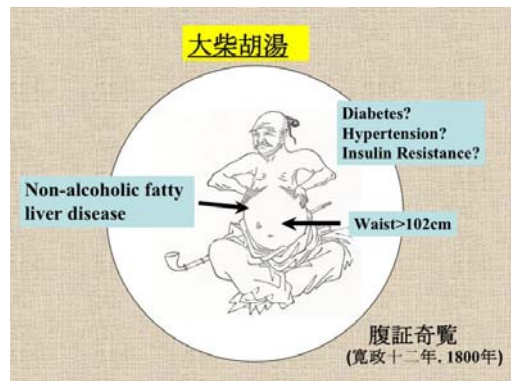 大柴胡湯
Diabetes?
Hypertension?
Insulin Resistance?
Non-alcoholic fatty
liver disease
Waist>102cm
腹証奇覧
(寛政十二年. 1800年)